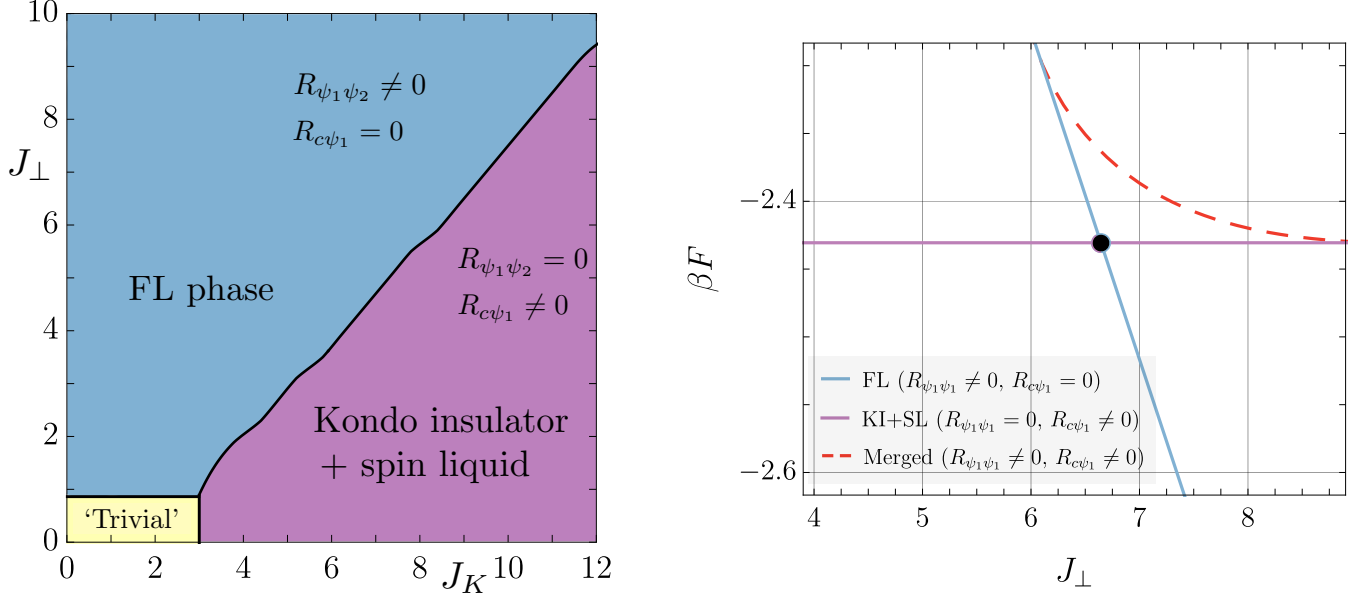 10
8
6
4
2
0
J⊥
0 2 4 6 8 10 12
J_K
R_{ψ₁ψ₂} ≠ 0
R_{cψ₁} = 0
FL phase
R_{ψ₁ψ₂} = 0
R_{cψ₁} ≠ 0
Kondo insulator
+ spin liquid
‘Trivial’
−2.4
βF
−2.6
FL (R_{ψ₁ψ₁} ≠ 0, R_{cψ₁} = 0)
KI+SL (R_{ψ₁ψ₁} = 0, R_{cψ₁} ≠ 0)
Merged (R_{ψ₁ψ₁} ≠ 0, R_{cψ₁} ≠ 0)
4 5 6 7 8
J⊥